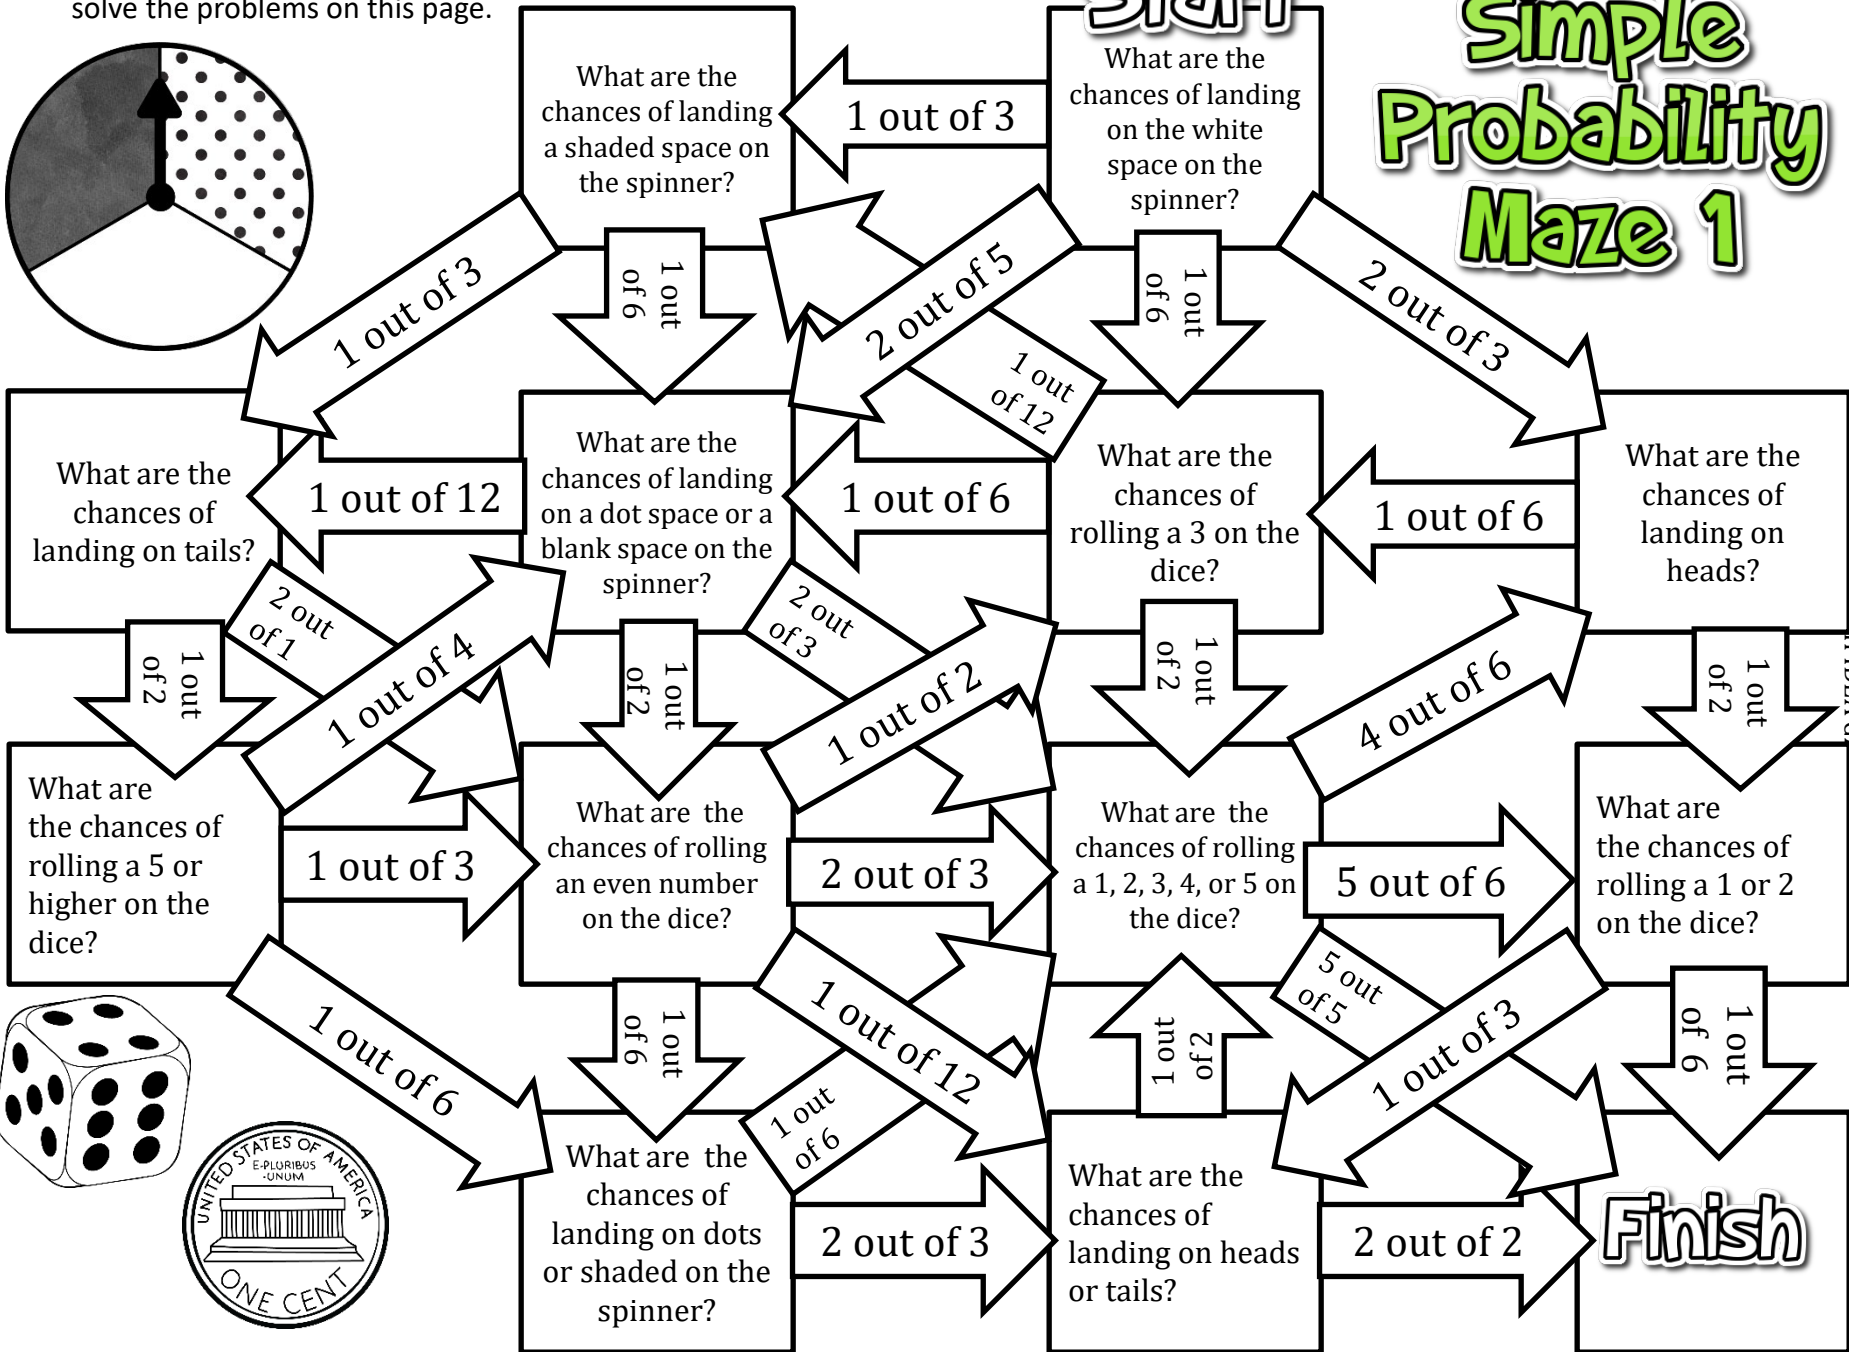 solve the problems on this page.
Start
Simple
Probability
Maze 1
What are the
chances of landing
a shaded space on
the spinner?
1 out of 3
What are the
chances of landing
on the white
space on the
spinner?
1 out of 3
1 out
of 6
2 out of 5
1 out
of 12
1 out
of 6
2 out of 3
What are the
chances of
landing on tails?
1 out of 12
What are the
chances of landing
on a dot space or a
blank space on the
spinner?
1 out of 6
What are the
chances of
rolling a 3 on the
dice?
1 out of 6
What are the
chances of
landing on
heads?
1 out
of 2
2 out
of 1
1 out of 4
1 out
of 2
2 out
of 3
1 out of 2
1 out
of 2
4 out of 6
1 out
of 2
What are
the chances of
rolling a 5 or
higher on the
dice?
1 out of 3
What are the
chances of rolling
an even number
on the dice?
2 out of 3
What are the
chances of rolling
a 1, 2, 3, 4, or 5 on
the dice?
5 out of 6
What are
the chances of
rolling a 1 or 2
on the dice?
1 out of 6
1 out
of 6
1 out of 12
1 out
of 6
1 out
of 2
5 out
of 5
1 out of 3
1 out
of 6
UNITED STATES OF AMERICA
E-PLURIBUS
-UNUM
ONE CENT
What are the
chances of
landing on dots
or shaded on the
spinner?
2 out of 3
What are the
chances of
landing on heads
or tails?
2 out of 2
Finish